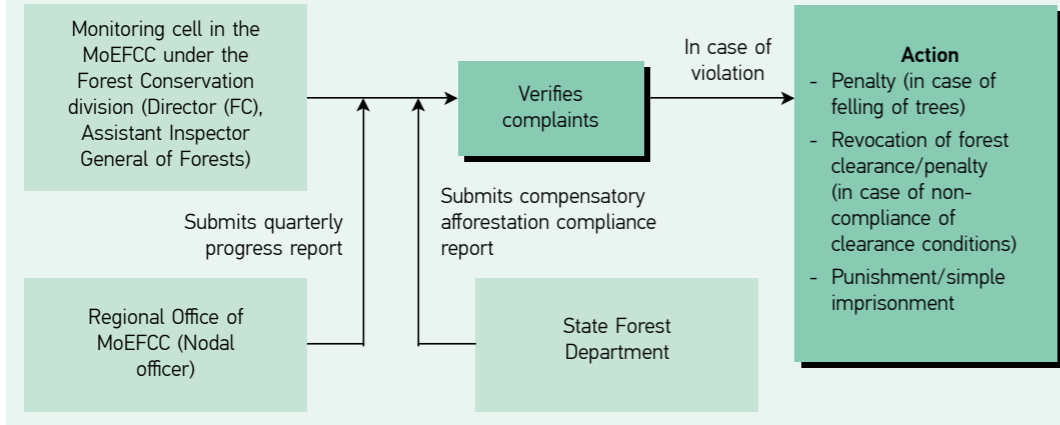 Monitoring cell in the
MoEFCC under the
Forest Conservation
division (Director (FC),
Assistant Inspector
General of Forests)
Verifies
complaints
In case of
violation
Action
- Penalty (in case of
felling of trees)
- Revocation of forest
clearance/penalty
(in case of non-
compliance of
clearance conditions)
- Punishment/simple
imprisonment
Submits quarterly
progress report
Submits compensatory
afforestation compliance
report
Regional Office of
MoEFCC (Nodal
officer)
State Forest
Department